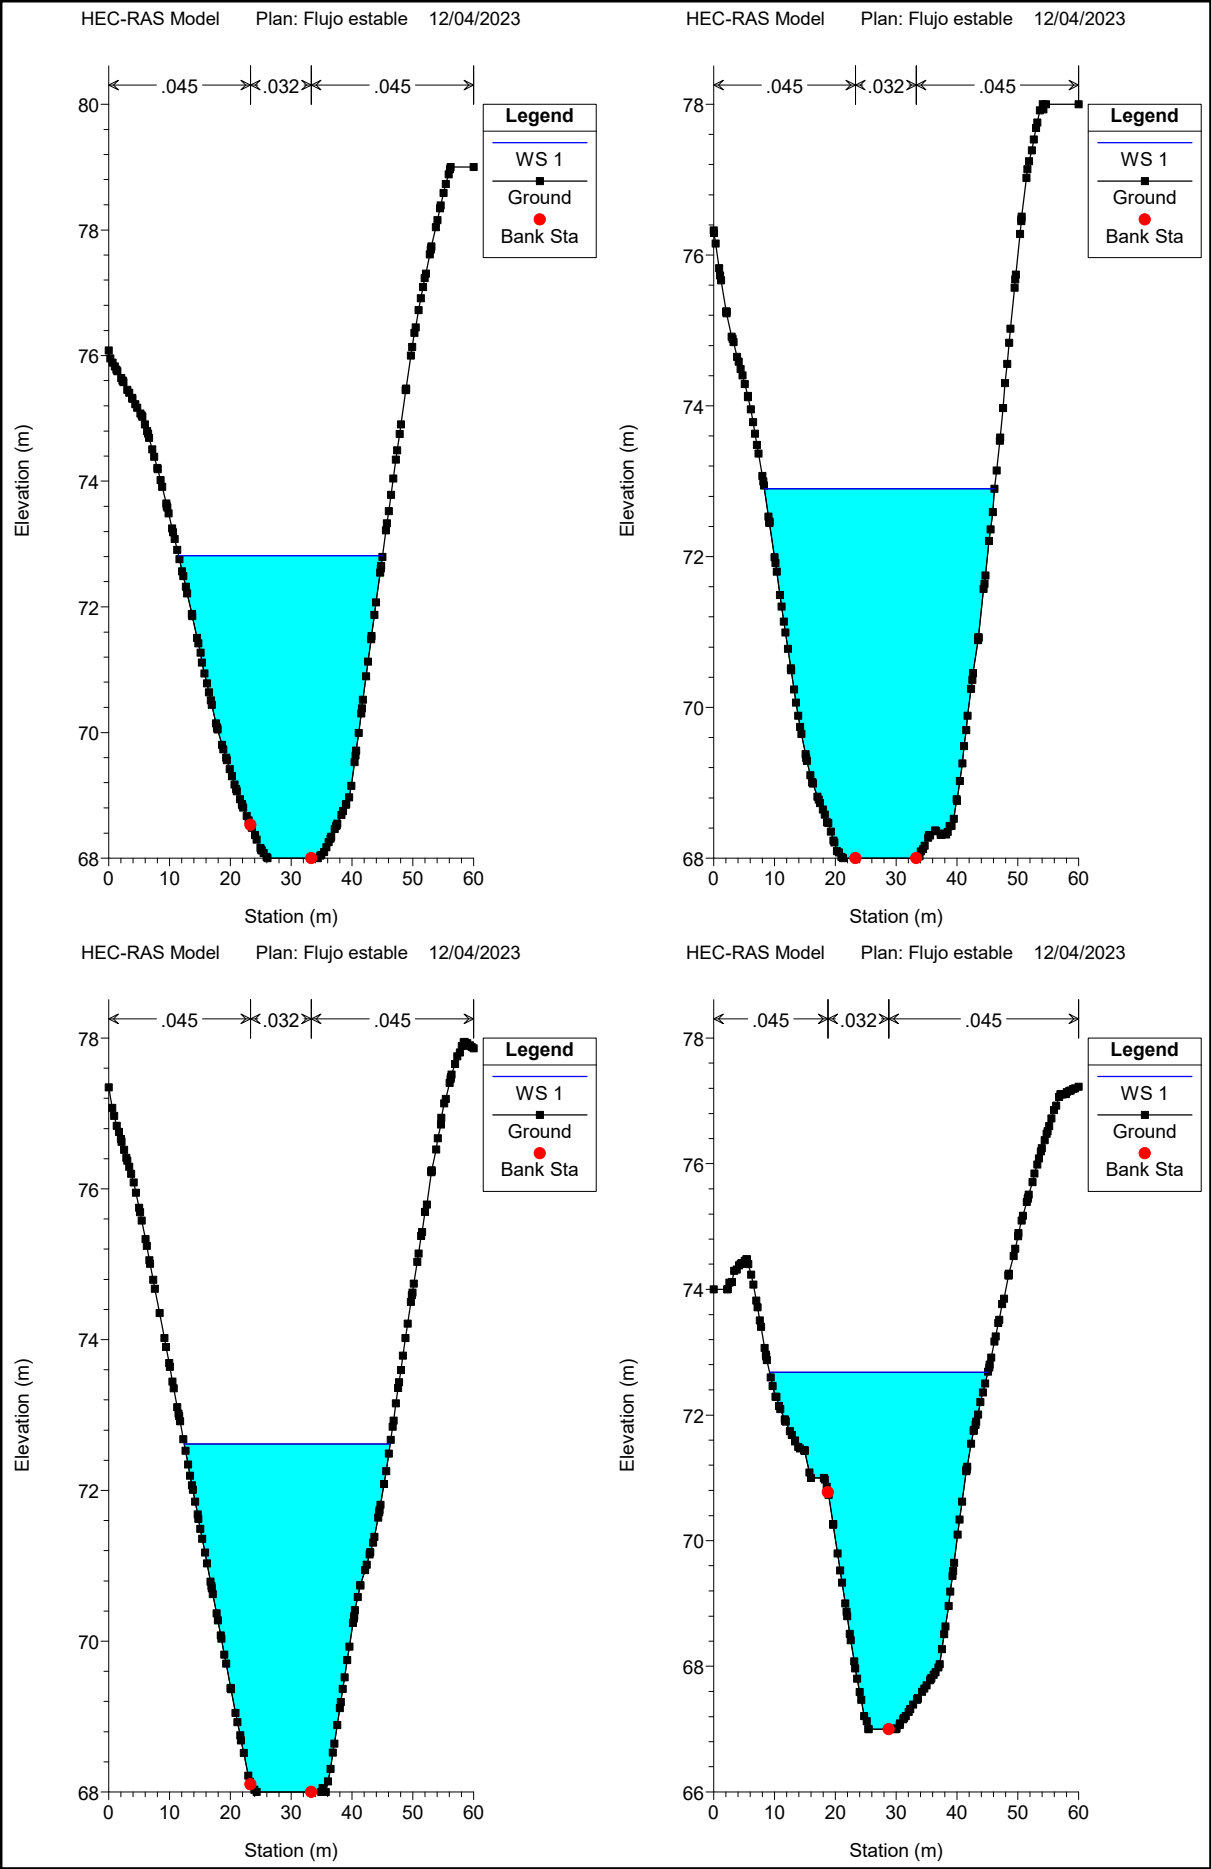 HEC-RAS Model Plan: Flujo estable 12/04/2023
.045 .032 .045
80
78
76
74
72
70
68
0 10 20 30 40 50 60
Station (m)
Elevation (m)
Legend
WS 1
Ground
Bank Sta
HEC-RAS Model Plan: Flujo estable 12/04/2023
.045 .032 .045
78
76
74
72
70
68
0 10 20 30 40 50 60
Station (m)
Elevation (m)
Legend
WS 1
Ground
Bank Sta
HEC-RAS Model Plan: Flujo estable 12/04/2023
.045 .032 .045
78
76
74
72
70
68
0 10 20 30 40 50 60
Station (m)
Elevation (m)
Legend
WS 1
Ground
Bank Sta
HEC-RAS Model Plan: Flujo estable 12/04/2023
.045 .032 .045
78
76
74
72
70
68
66
0 10 20 30 40 50 60
Station (m)
Elevation (m)
Legend
WS 1
Ground
Bank Sta